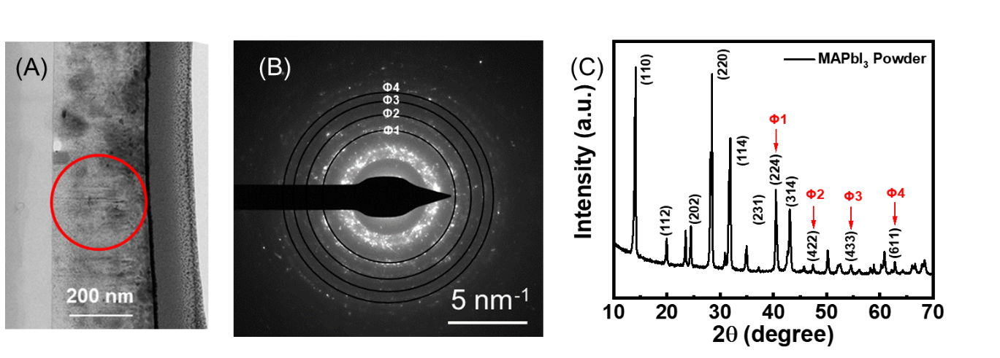 (A)
200 nm
(B)
Φ4
Φ3
Φ2
Φ1
5 nm⁻¹
(C)
MAPbI₃ Powder
Intensity (a.u.)
(110)
(112)
(202)
(220)
(114)
(231)
Φ1
(224)
(314)
Φ2
(422)
Φ3
(433)
Φ4
(611)
10 20 30 40 50 60 70
2θ (degree)